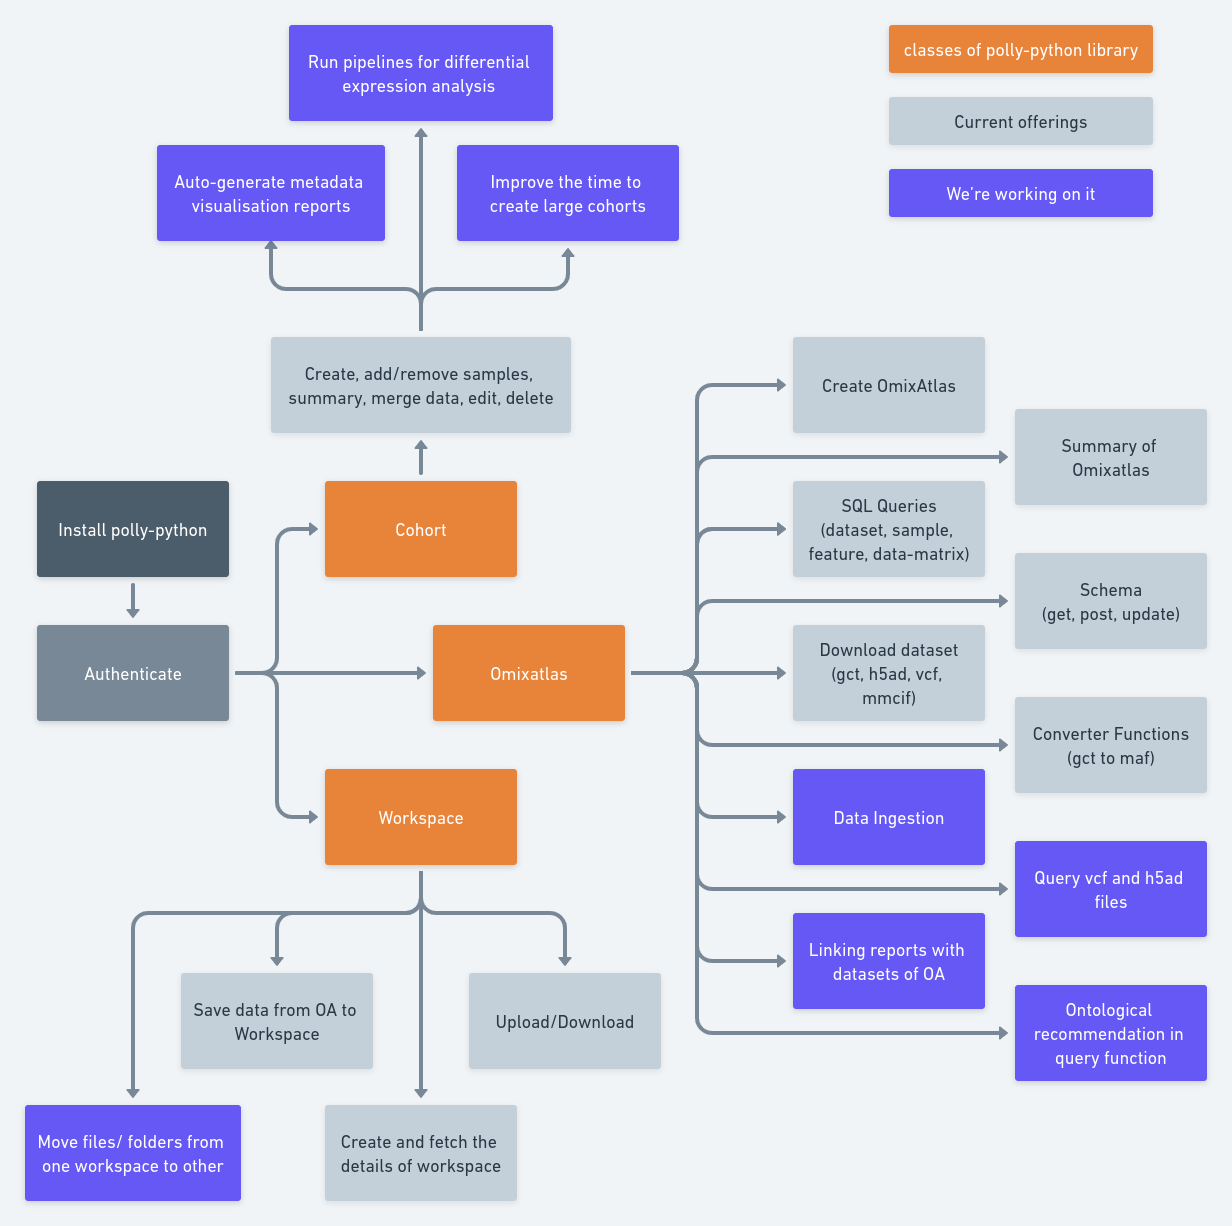 Run pipelines for differential
expression analysis
classes of polly-python library
Current offerings
We're working on it
Auto-generate metadata
visualisation reports
Improve the time to
create large cohorts
Create, add/remove samples,
summary, merge data, edit, delete
Install polly-python
Authenticate
Cohort
Omixatlas
Workspace
Create OmixAtlas
Summary of
Omixatlas
SQL Queries
(dataset, sample,
feature, data-matrix)
Schema
(get, post, update)
Download dataset
(gct, h5ad, vcf,
mmcif)
Converter Functions
(gct to maf)
Data Ingestion
Query vcf and h5ad
files
Linking reports with
datasets of OA
Ontological
recommendation in
query function
Save data from OA to
Workspace
Upload/Download
Move files/ folders from
one workspace to other
Create and fetch the
details of workspace